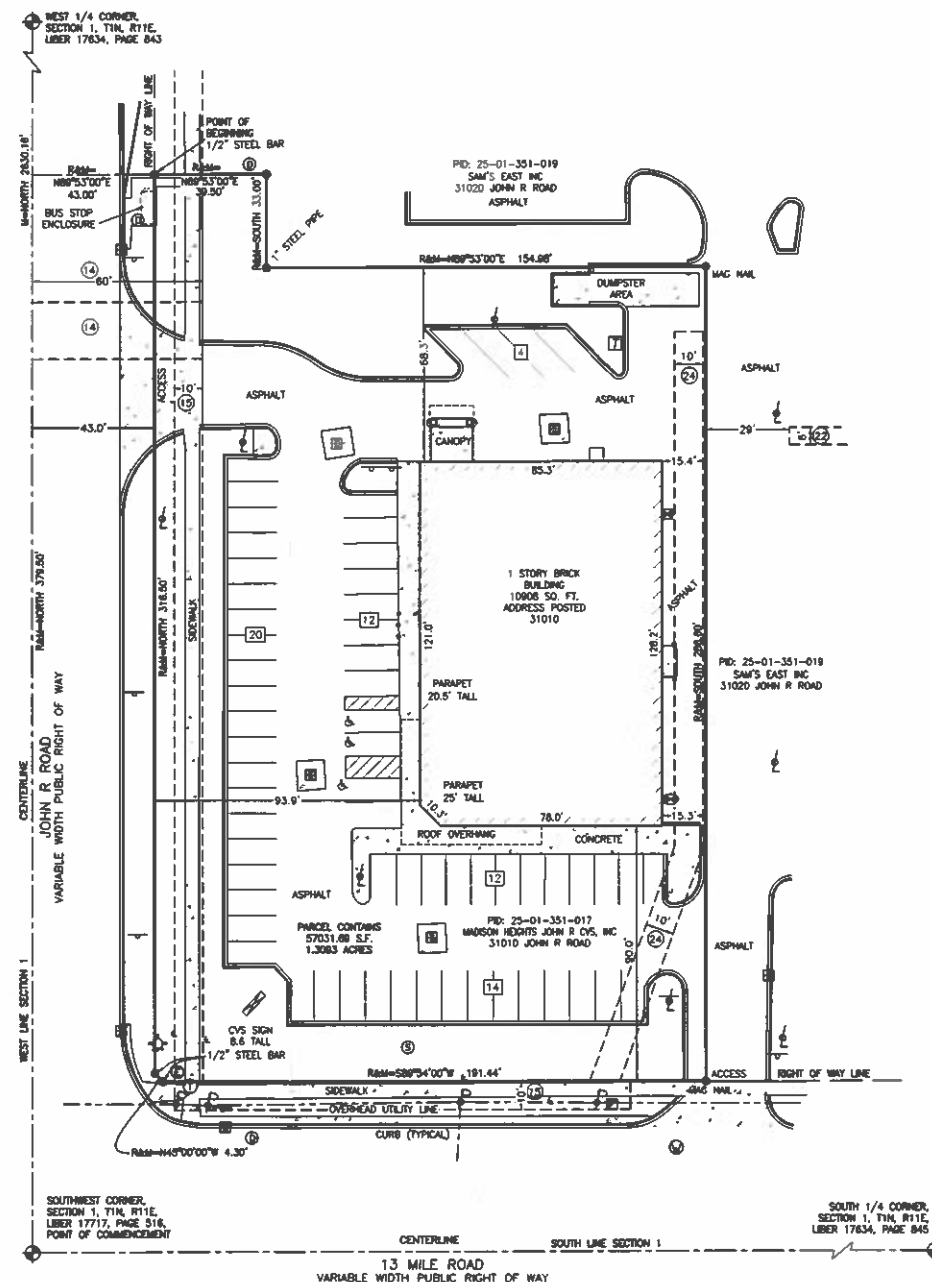 WEST 1/4 CORNER,
SECTION 1, T1N, R11E,
LIBER 17634, PAGE 843
M=NORTH 2630.16'
RIGHT OF WAY LINE
POINT OF
BEGINNING
1/2" STEEL BAR
R&M=
N89°53'00"E
43.00'
R&M=
N89°53'00"E
39.50'
BUS STOP
ENCLOSURE
R&M=SOUTH 33.00'
1" STEEL PIPE
PID: 25-01-351-019
SAM'S EAST INC
31020 JOHN R ROAD
ASPHALT
R&M=N89°53'00"E 154.98'
MAG NAIL
DUMPSTER
AREA
14
60'
14
4
7
10'
24
68.3'
ACCESS
10'
15
ASPHALT
ASPHALT
ASPHALT
CANOPY
43.0'
29'
22
85.3'
15.4'
R&M=NORTH 379.50'
R&M=NORTH 316.50'
SIDEWALK
20
12
121.0'
1 STORY BRICK
BUILDING
10908 SQ. FT.
ADDRESS POSTED
31010
128.2'
ASPHALT
PID: 25-01-351-019
SAM'S EAST INC
31020 JOHN R ROAD
PARAPET
20.5' TALL
CENTERLINE
JOHN R ROAD
VARIABLE WIDTH PUBLIC RIGHT OF WAY
93.9'
PARAPET
25' TALL
10.3'
78.0'
15.3'
ROOF OVERHANG
CONCRETE
12
ASPHALT
PARCEL CONTAINS
57031.69 S.F.
1.3093 ACRES
PID: 25-01-351-017
MADISON HEIGHTS JOHN R CVS, INC
31010 JOHN R ROAD
90.0'
10'
24
ASPHALT
14
WEST LINE SECTION 1
CVS SIGN
8.6 TALL
1/2" STEEL BAR
S
R&M=S89°54'00"W 191.44'
ACCESS
RIGHT OF WAY LINE
MAG NAIL
SIDEWALK
10'
15
OVERHEAD UTILITY LINE
CURB (TYPICAL)
R&M=N45°00'00"W 4.30'
SOUTHWEST CORNER,
SECTION 1, T1N, R11E,
LIBER 17717, PAGE 516,
POINT OF COMMENCEMENT
SOUTH 1/4 CORNER,
SECTION 1, T1N, R11E,
LIBER 17634, PAGE 845
CENTERLINE
SOUTH LINE SECTION 1
13 MILE ROAD
VARIABLE WIDTH PUBLIC RIGHT OF WAY